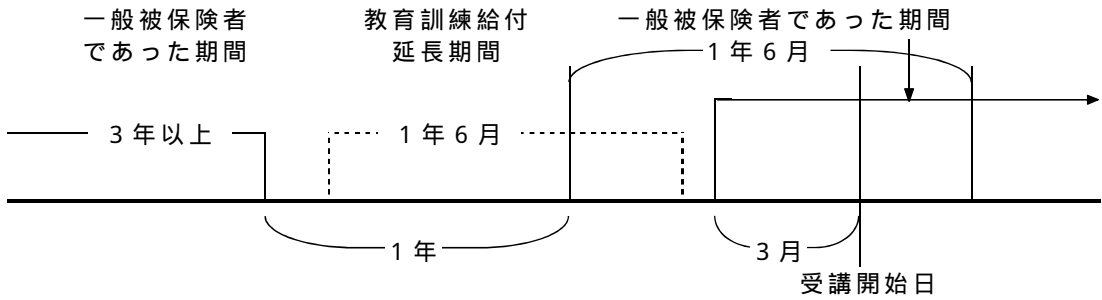 一般被保険者
であった期間
教育訓練給付
延長期間
一般被保険者であった期間
1年6月
3年以上
1年6月
1年
3月
受講開始日